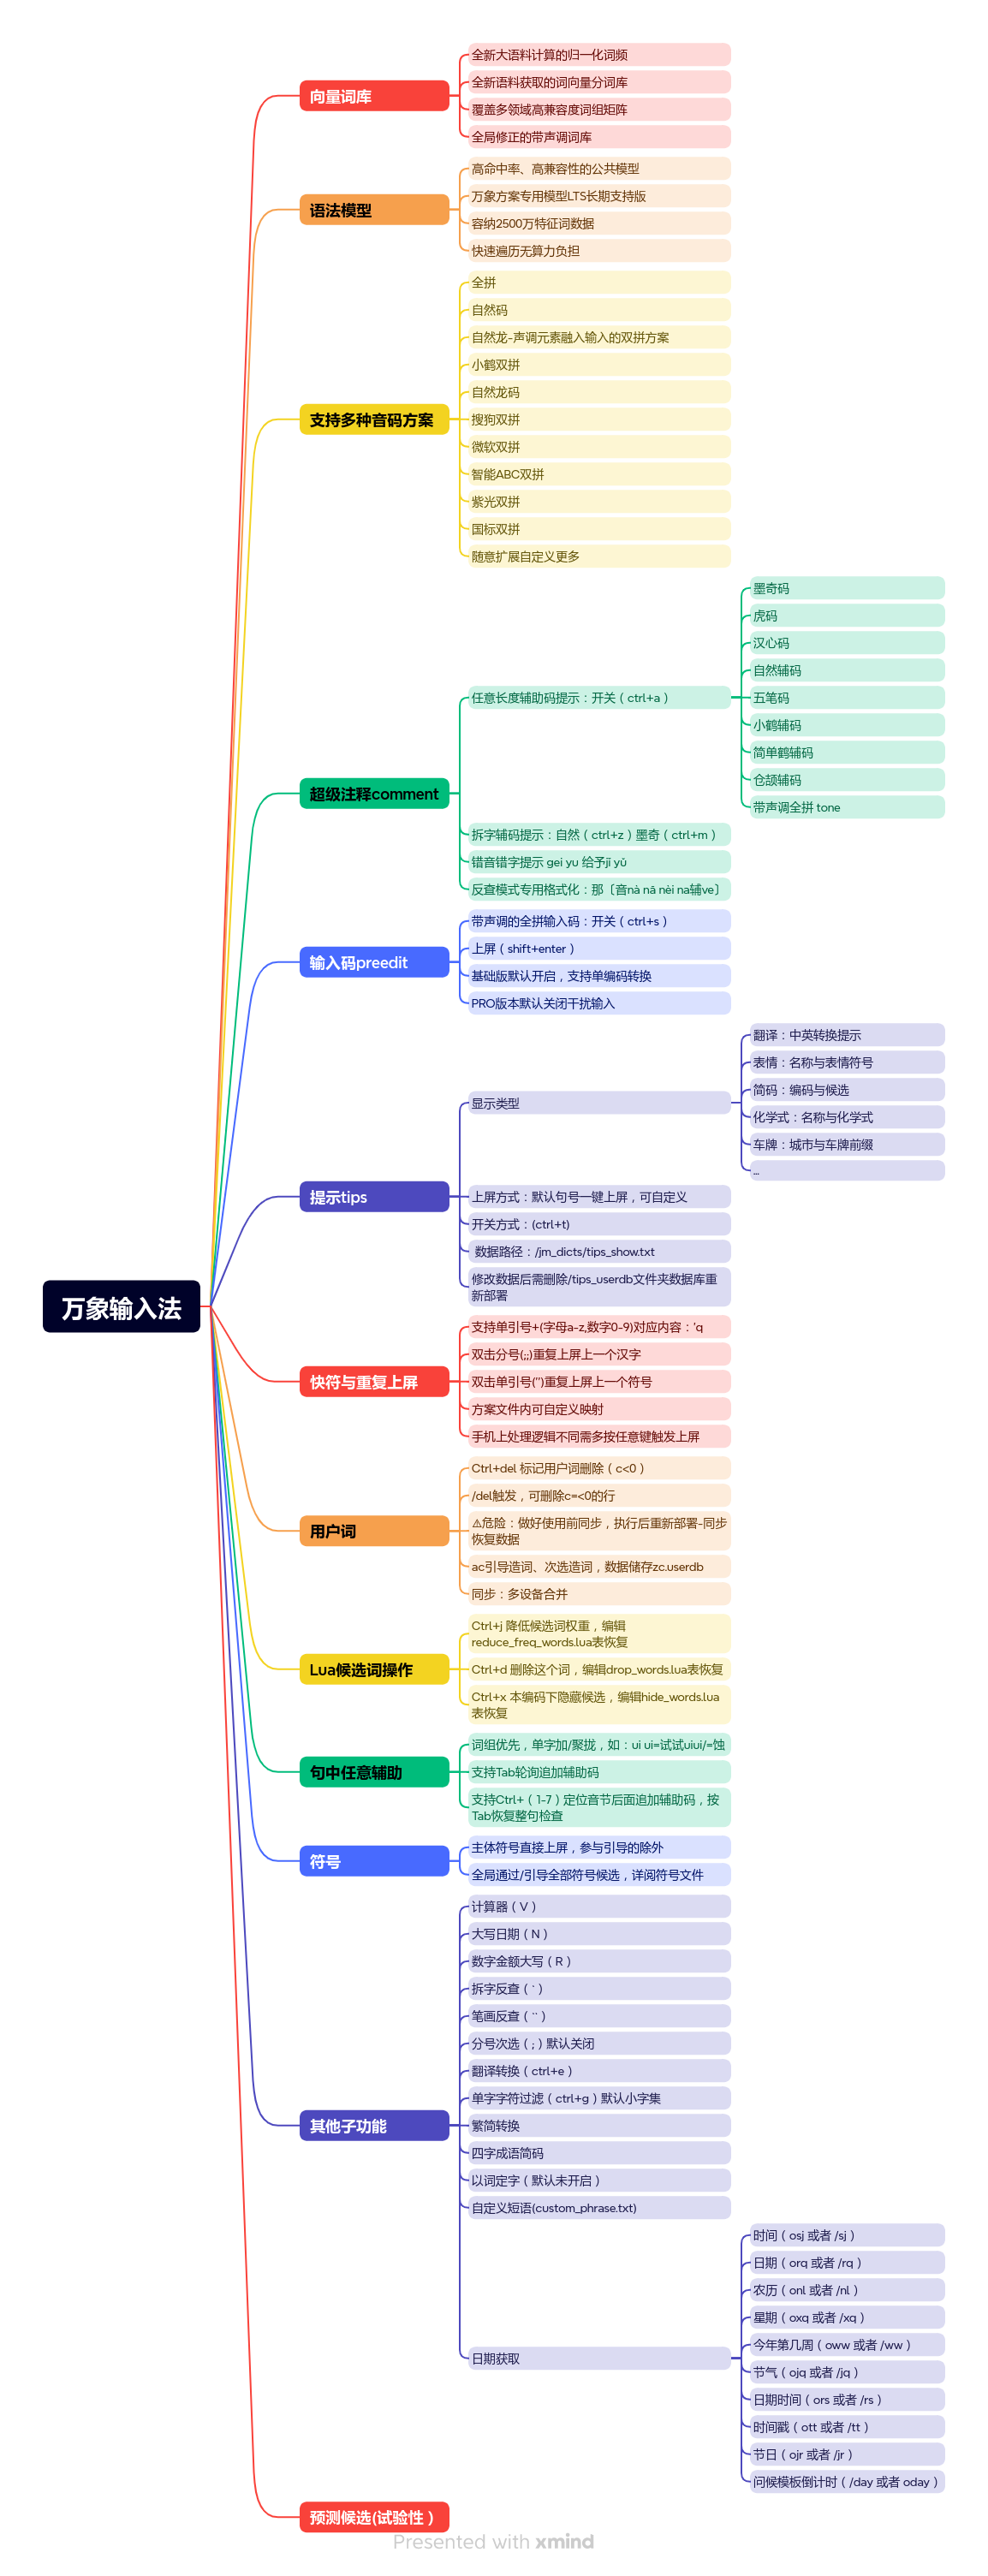 万象输入法
向量词库
全新大语料计算的归一化词频
全新语料获取的词向量分词库
覆盖多领域高兼容度词组矩阵
全局修正的带声调词库
语法模型
高命中率、高兼容性的公共模型
万象方案专用模型LTS长期支持版
容纳2500万特征词数据
快速遍历无算力负担
支持多种音码方案
全拼
自然码
自然龙-声调元素融入输入的双拼方案
小鹤双拼
自然龙码
搜狗双拼
微软双拼
智能ABC双拼
紫光双拼
国标双拼
随意扩展自定义更多
超级注释comment
任意长度辅助码提示：开关（ctrl+a）
墨奇码
虎码
汉心码
自然辅码
五笔码
小鹤辅码
简单鹤辅码
仓颉辅码
带声调全拼 tone
拆字辅码提示：自然（ctrl+z）墨奇（ctrl+m）
错音错字提示 gei yu 给予jǐ yǔ
反查模式专用格式化：那〔音nà nā nèi na辅ve〕
输入码preedit
带声调的全拼输入码：开关（ctrl+s）
上屏（shift+enter）
基础版默认开启，支持单编码转换
PRO版本默认关闭干扰输入
提示tips
显示类型
翻译：中英转换提示
表情：名称与表情符号
简码：编码与候选
化学式：名称与化学式
车牌：城市与车牌前缀
...
上屏方式：默认句号一键上屏，可自定义
开关方式：(ctrl+t)
数据路径：/jm_dicts/tips_show.txt
修改数据后需删除/tips_userdb文件夹数据库重
新部署
快符与重复上屏
支持单引号+(字母a-z,数字0-9)对应内容：'q
双击分号(;;)重复上屏上一个汉字
双击单引号('')重复上屏上一个符号
方案文件内可自定义映射
手机上处理逻辑不同需多按任意键触发上屏
用户词
Ctrl+del 标记用户词删除（c<0）
/del触发，可删除c=<0的行
⚠危险：做好使用前同步，执行后重新部署-同步
恢复数据
ac引导造词、次选造词，数据储存zc.userdb
同步：多设备合并
Lua候选词操作
Ctrl+j 降低候选词权重，编辑
reduce_freq_words.lua表恢复
Ctrl+d 删除这个词，编辑drop_words.lua表恢复
Ctrl+x 本编码下隐藏候选，编辑hide_words.lua
表恢复
句中任意辅助
词组优先，单字加/聚拢，如：ui ui=试试uiui/=蚀
支持Tab轮询追加辅助码
支持Ctrl+（1-7）定位音节后面追加辅助码，按
Tab恢复整句检查
符号
主体符号直接上屏，参与引导的除外
全局通过/引导全部符号候选，详阅符号文件
其他子功能
计算器（V）
大写日期（N）
数字金额大写（R）
拆字反查（`）
笔画反查（``）
分号次选（;）默认关闭
翻译转换（ctrl+e）
单字字符过滤（ctrl+g）默认小字集
繁简转换
四字成语简码
以词定字（默认未开启）
自定义短语(custom_phrase.txt)
日期获取
时间（osj 或者 /sj）
日期（orq 或者 /rq）
农历（onl 或者 /nl）
星期（oxq 或者 /xq）
今年第几周（oww 或者 /ww）
节气（ojq 或者 /jq）
日期时间（ors 或者 /rs）
时间戳（ott 或者 /tt）
节日（ojr 或者 /jr）
问候模板倒计时（/day 或者 oday）
预测候选(试验性）
Presented with xmind